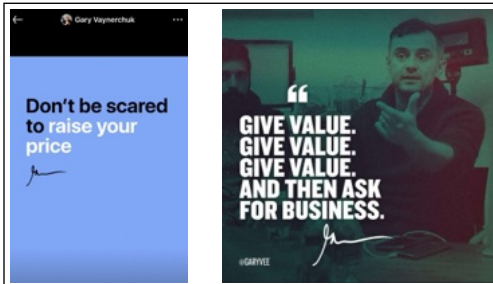 Gary Vaynerchuk
Don't be scared
to raise your
price
“
GIVE VALUE.
GIVE VALUE.
GIVE VALUE.
AND THEN ASK
FOR BUSINESS.
@GARYVEE